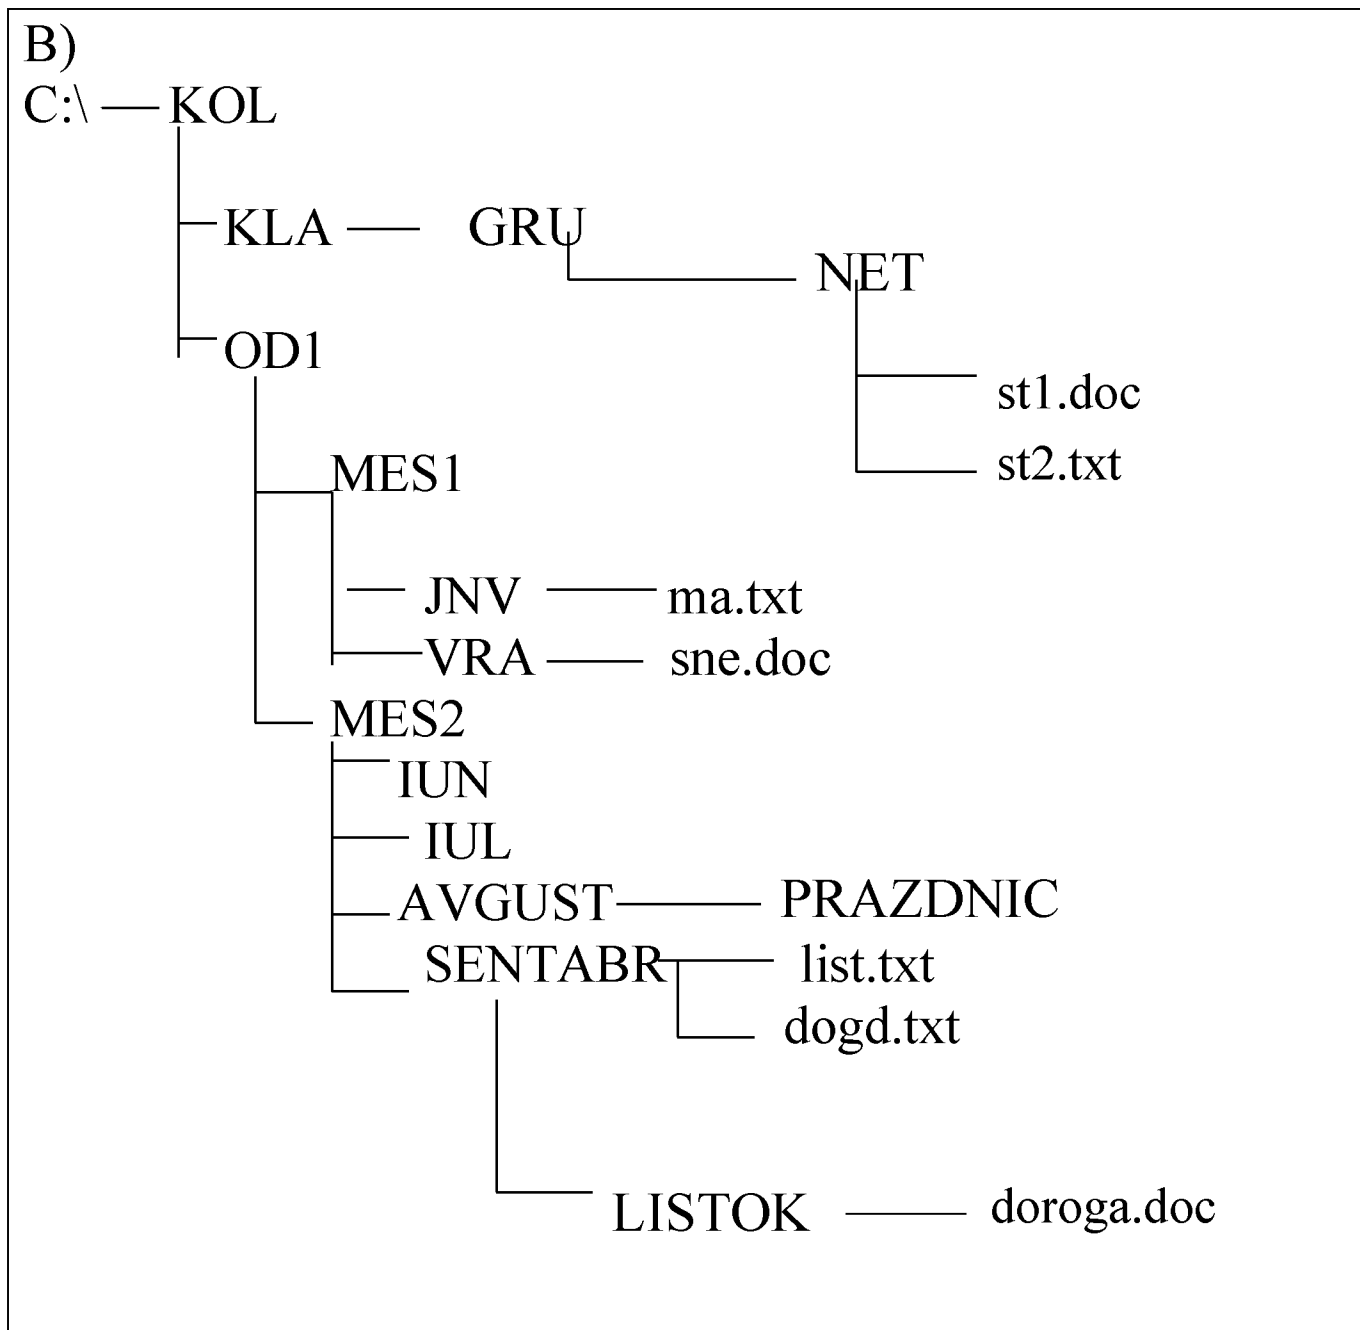 B)
C:\ KOL
KLA GRU
NET
OD1
st1.doc
st2.txt
MES1
JNV ma.txt
VRA sne.doc
MES2
IUN
IUL
AVGUST PRAZDNIC
SENTABR list.txt
dogd.txt
LISTOK doroga.doc